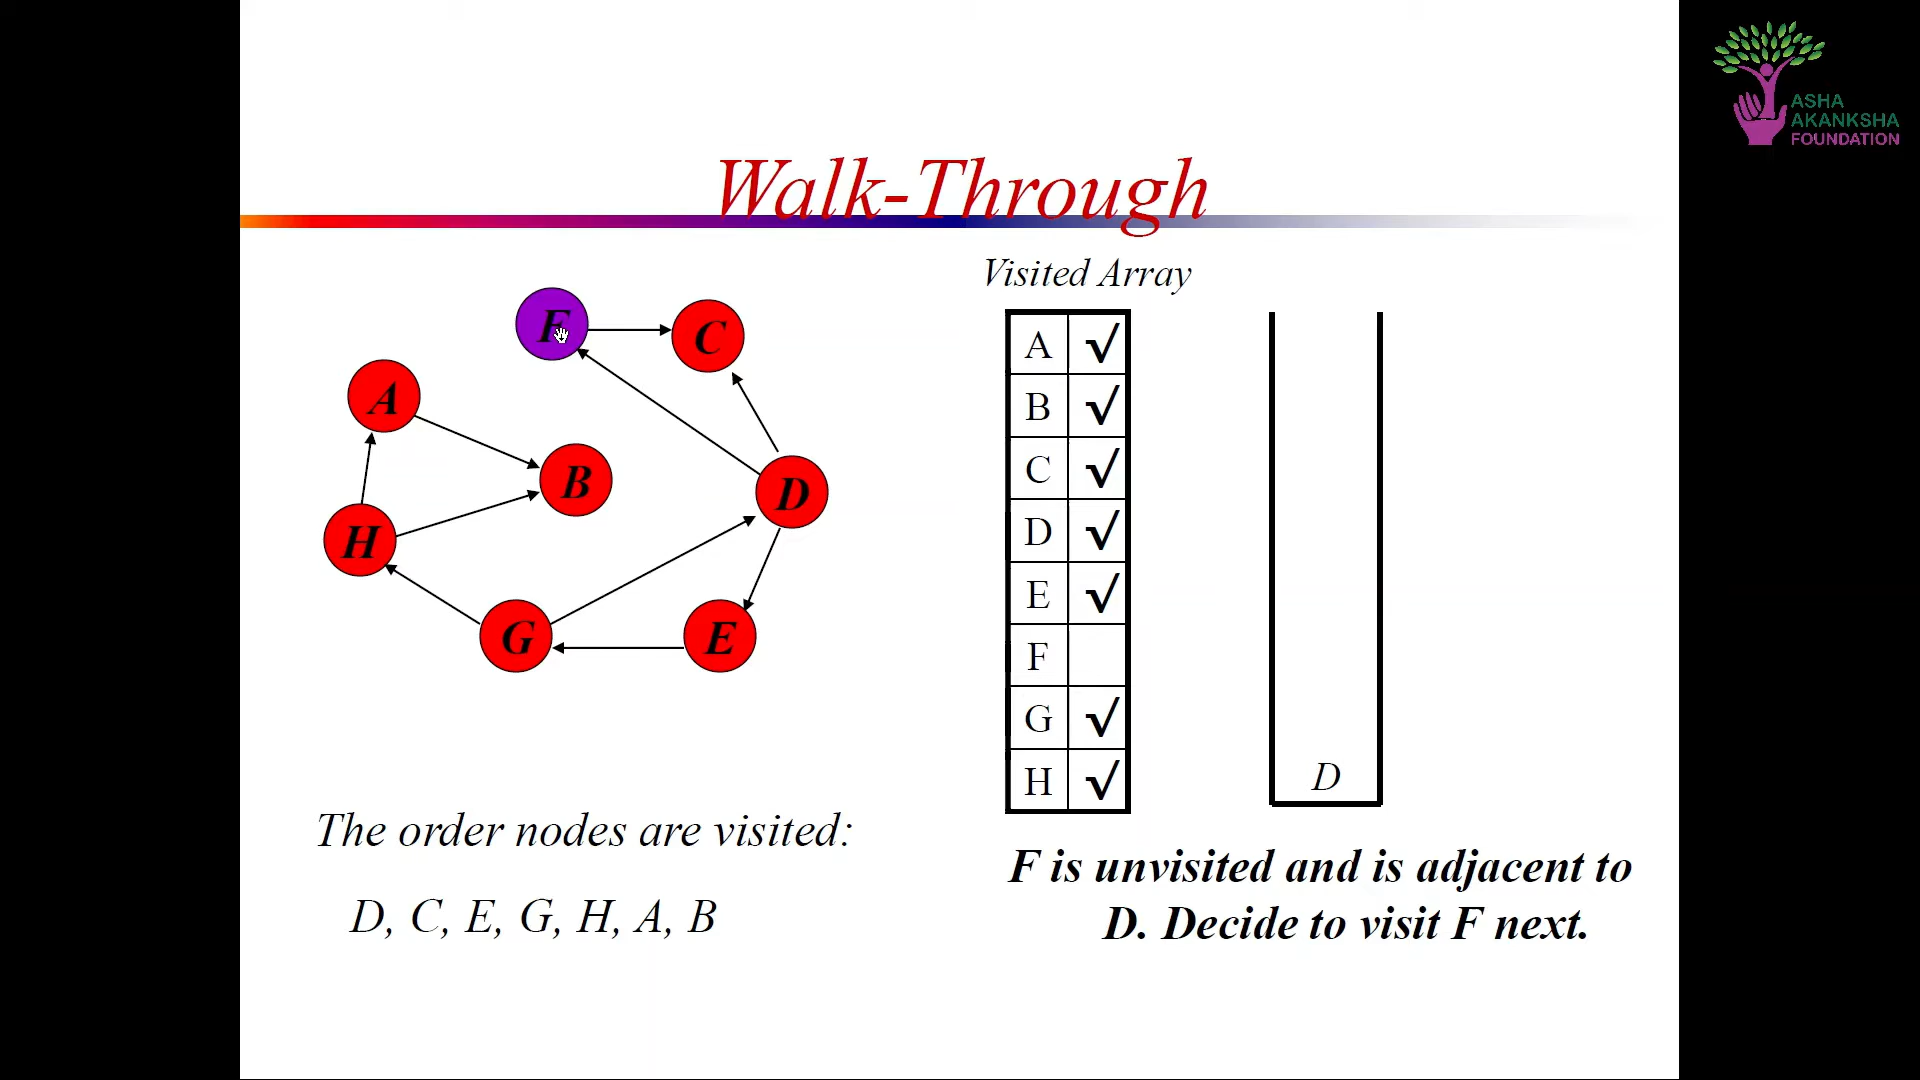 ASHA
AKANKSHA
FOUNDATION
Walk-Through
Visited Array
F
C
A
B
D
H
G
E
A √
B √
C √
D √
E √
F
G √
H √
D
The order nodes are visited:
D, C, E, G, H, A, B
F is unvisited and is adjacent to
D. Decide to visit F next.